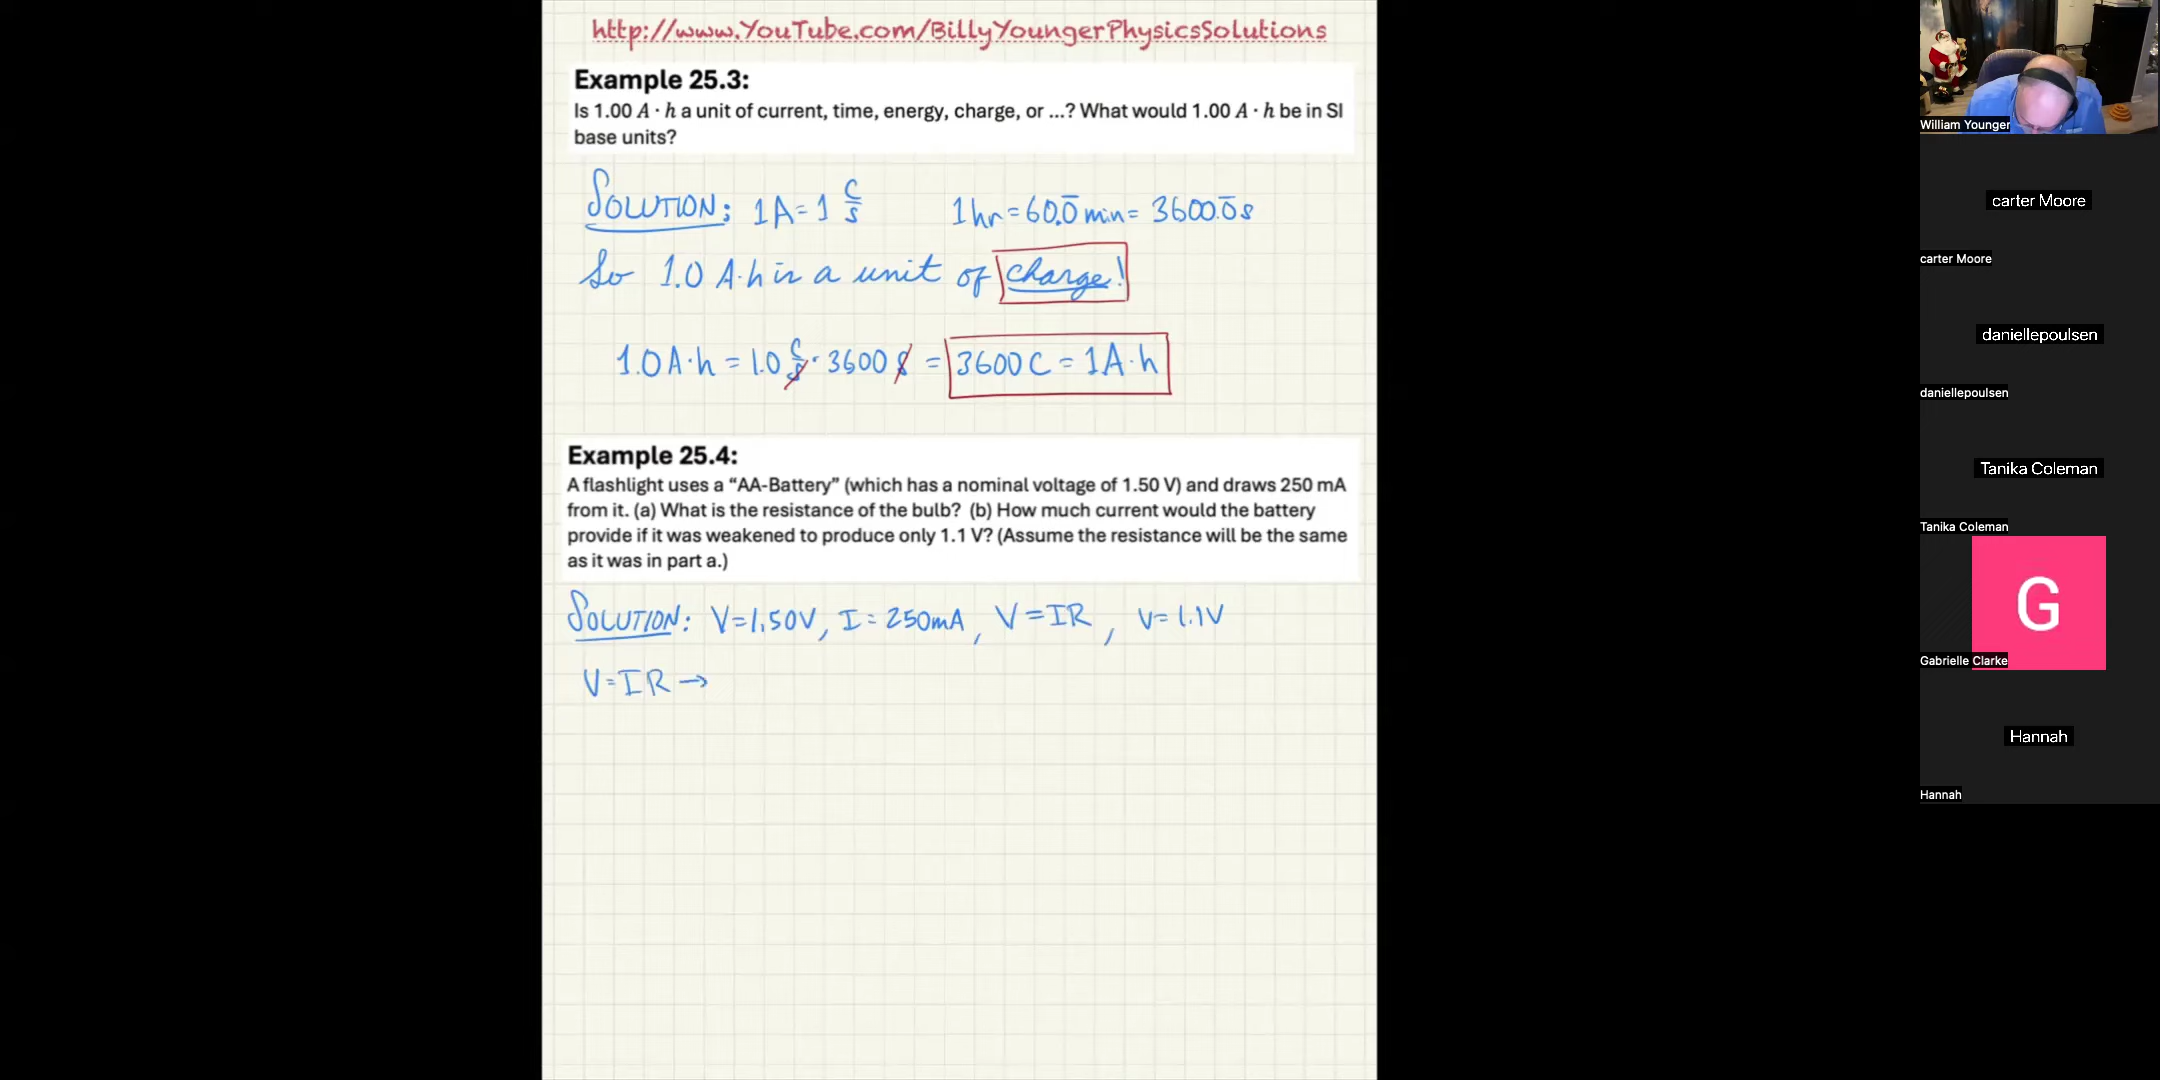 http://www.YouTube.com/BillyYoungerPhysicsSolutions
Example 25.3:
Is 1.00 A · h a unit of current, time, energy, charge, or ...? What would 1.00 A · h be in SI
base units?
SOLUTION: 1A = 1 C/s 1hr = 60.0̅ min = 3600.0̅ s
So 1.0 A·h is a unit of charge!
1.0 A·h = 1.0 C/s · 3600 s = 3600 C = 1A·h
Example 25.4:
A flashlight uses a “AA-Battery” (which has a nominal voltage of 1.50 V) and draws 250 mA
from it. (a) What is the resistance of the bulb? (b) How much current would the battery
provide if it was weakened to produce only 1.1 V? (Assume the resistance will be the same
as it was in part a.)
SOLUTION: V=1.50V, I = 250mA, V = IR, V = 1.1V
V = IR →
William Younger
carter Moore
carter Moore
daniellepoulsen
daniellepoulsen
Tanika Coleman
Tanika Coleman
G
Gabrielle Clarke
Hannah
Hannah